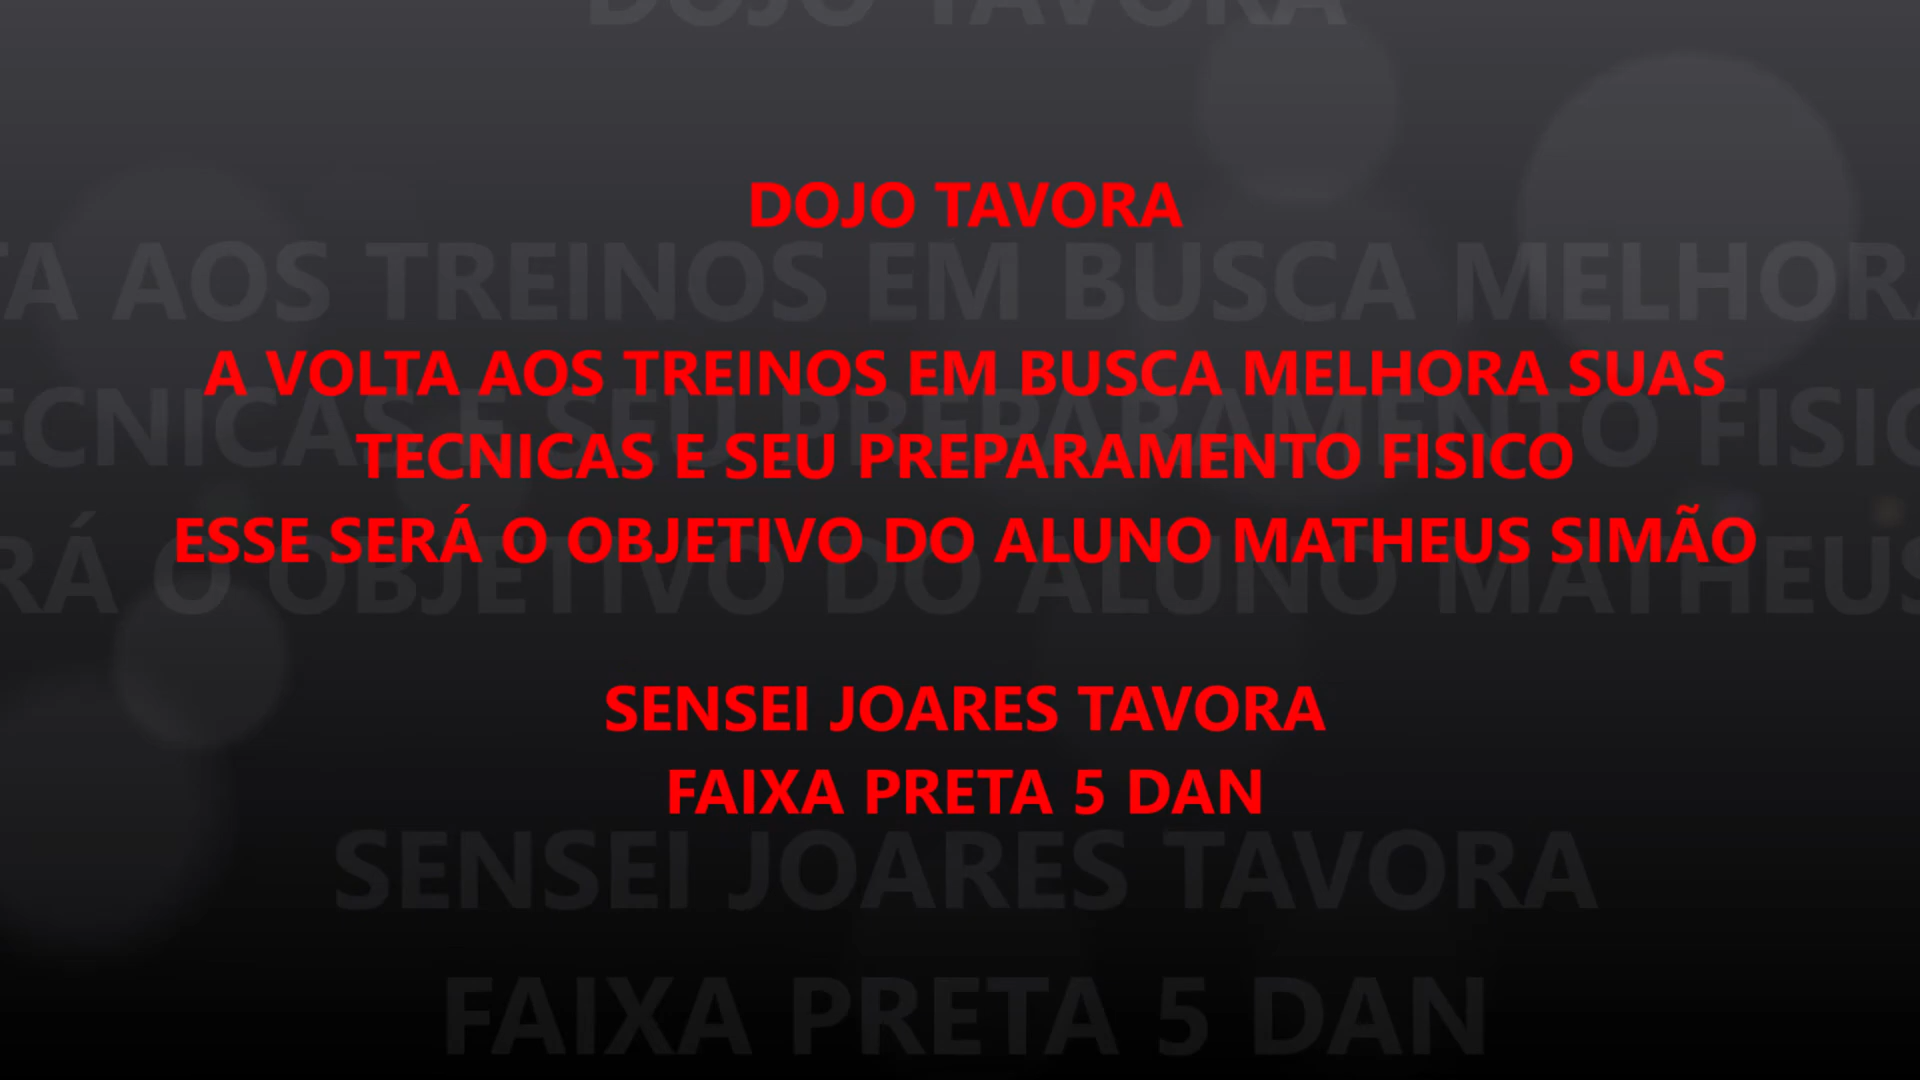 DOJO TAVORA
A VOLTA AOS TREINOS EM BUSCA MELHORA SUAS
TECNICAS E SEU PREPARAMENTO FISICO
ESSE SERÁ O OBJETIVO DO ALUNO MATHEUS SIMÃO
SENSEI JOARES TAVORA
FAIXA PRETA 5 DAN